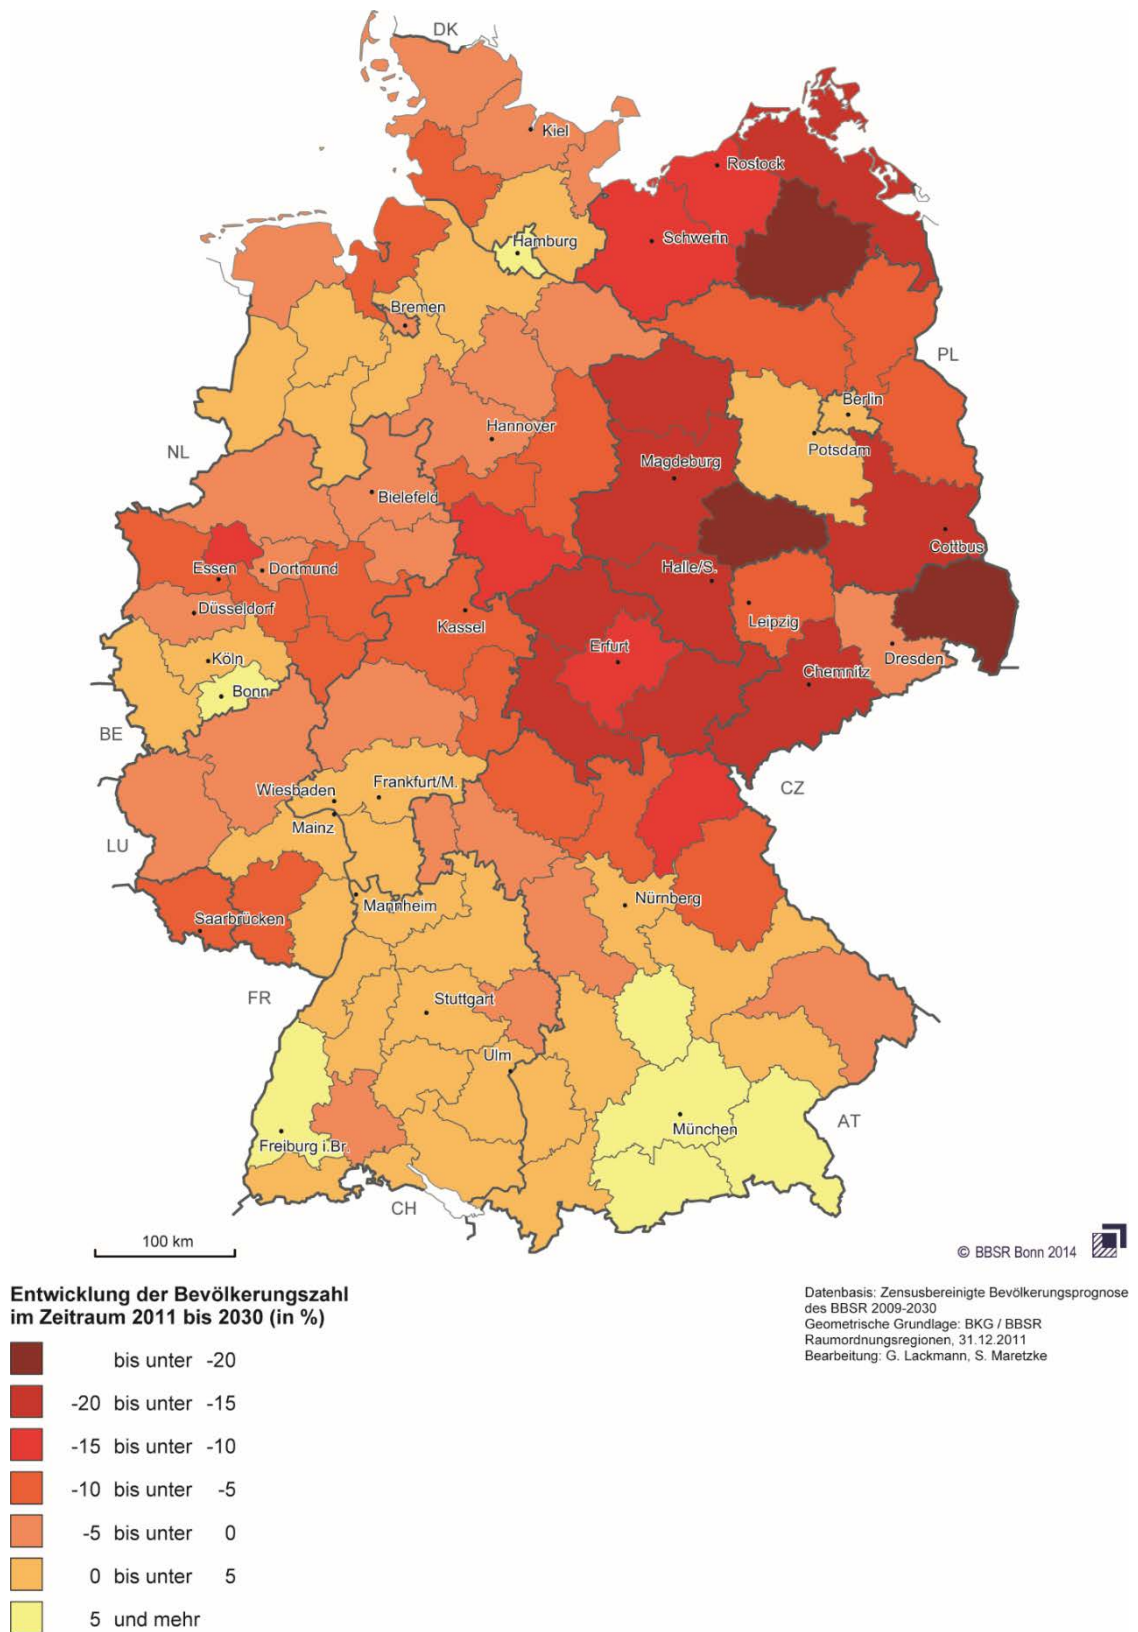 DK
Kiel
Rostock
Hamburg
Schwerin
Bremen
PL
Berlin
Hannover
Potsdam
NL
Magdeburg
Bielefeld
Cottbus
Essen
Dortmund
Halle/S.
Düsseldorf
Leipzig
Kassel
Erfurt
Dresden
Köln
Chemnitz
Bonn
BE
Wiesbaden
Frankfurt/M.
CZ
Mainz
LU
Nürnberg
Mannheim
Saarbrücken
FR
Stuttgart
Ulm
AT
München
Freiburg i.Br.
CH
100 km
© BBSR Bonn 2014
Entwicklung der Bevölkerungszahl
im Zeitraum 2011 bis 2030 (in %)
bis unter -20
-20 bis unter -15
-15 bis unter -10
-10 bis unter -5
-5 bis unter 0
0 bis unter 5
5 und mehr
Datenbasis: Zensusbereinigte Bevölkerungsprognose
des BBSR 2009-2030
Geometrische Grundlage: BKG / BBSR
Raumordnungsregionen, 31.12.2011
Bearbeitung: G. Lackmann, S. Maretzke